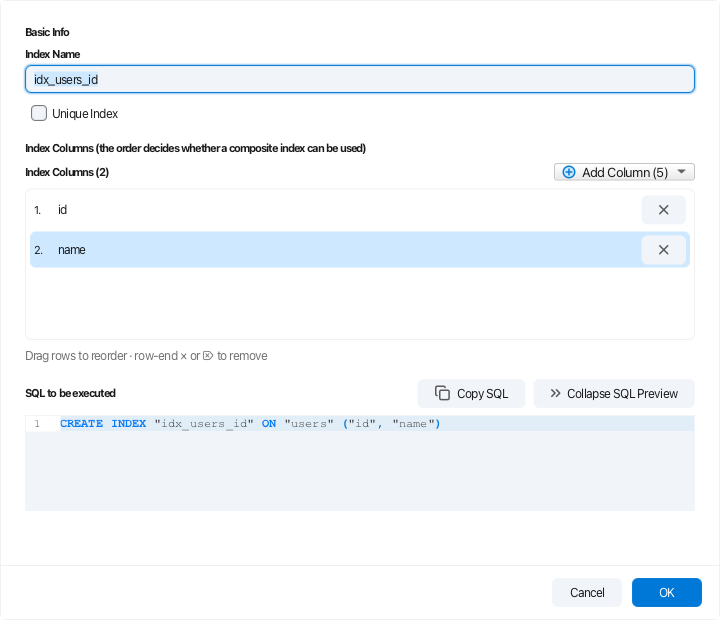 Basic Info
Index Name
idx_users_id
Unique Index
Index Columns (the order decides whether a composite index can be used)
Index Columns (2)
Add Column (5)
1. id
2. name
Drag rows to reorder · row-end × or ⌦ to remove
SQL to be executed
Copy SQL
Collapse SQL Preview
1 CREATE INDEX "idx_users_id" ON "users" ("id", "name")
Cancel
OK